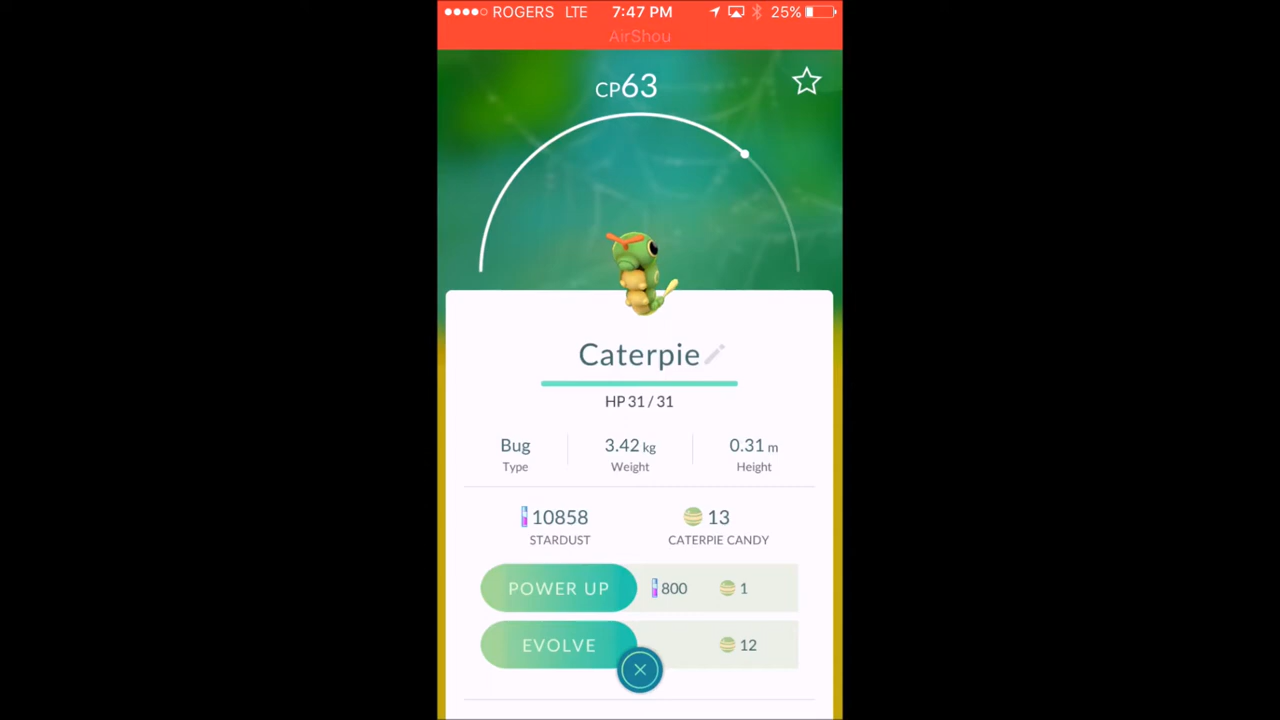 ROGERS LTE 7:47 PM 25%
AirShou
CP63
Caterpie
HP 31 / 31
Bug 3.42 kg 0.31 m
Type Weight Height
10858 13
STARDUST CATERPIE CANDY
POWER UP 800 1
EVOLVE 12